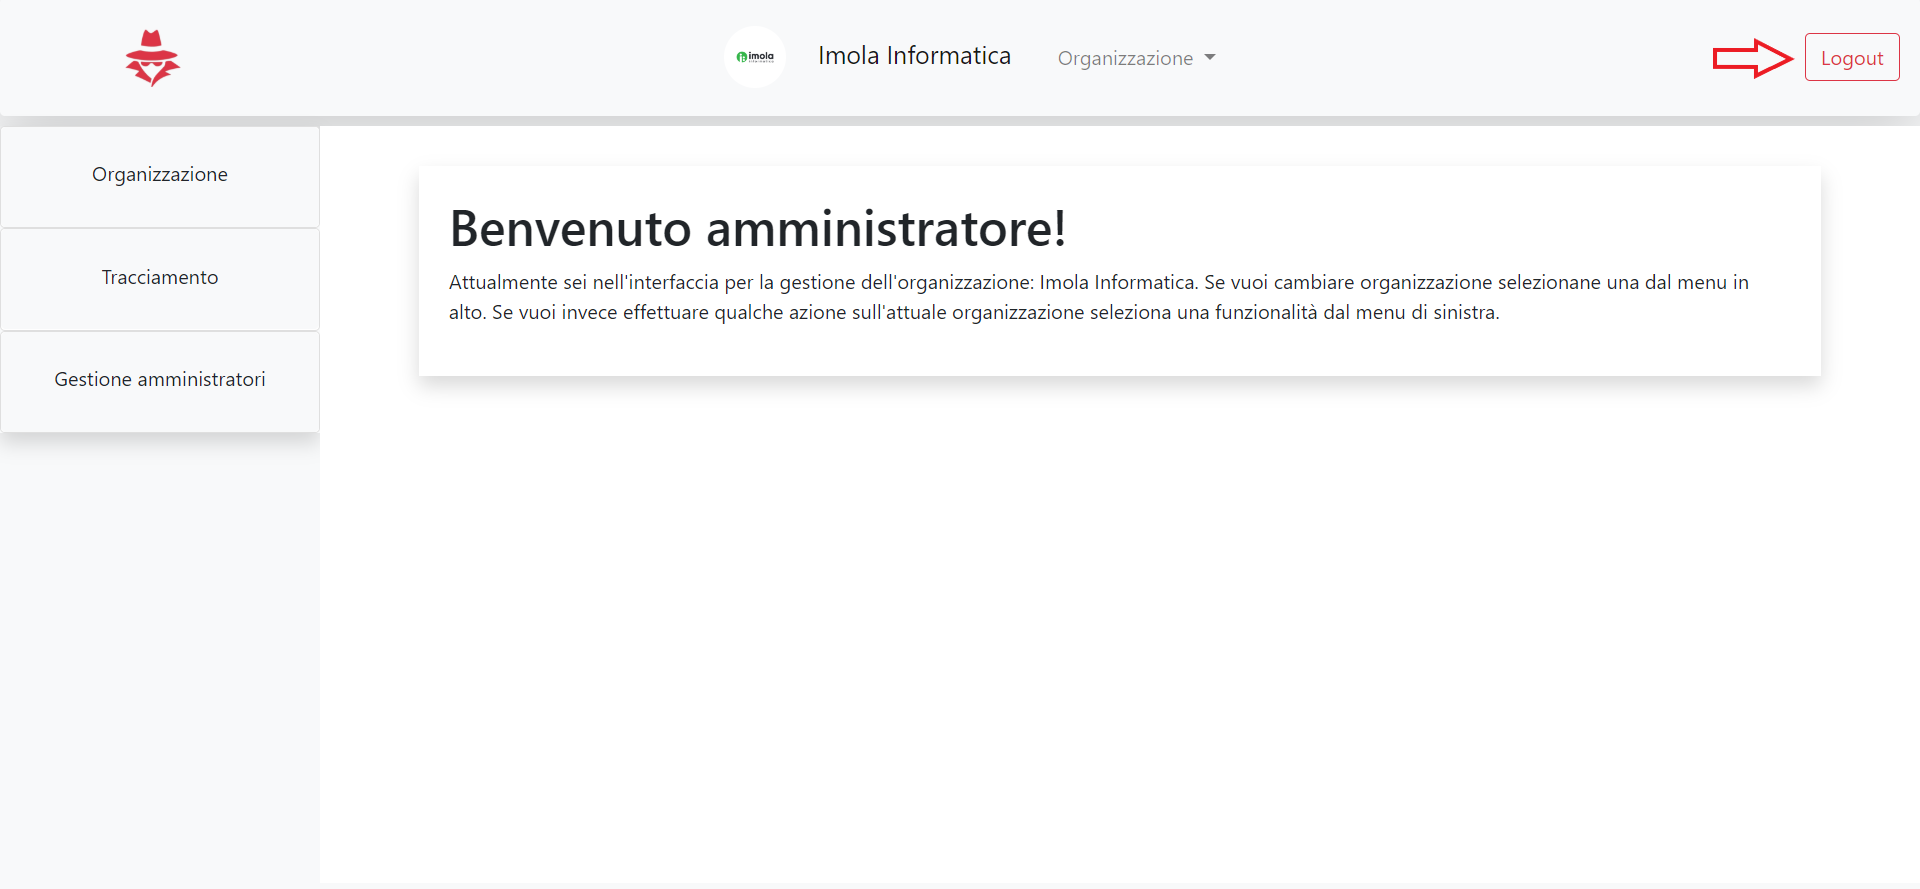 imola
informatica
Imola Informatica
Organizzazione
Logout
Organizzazione
Tracciamento
Gestione amministratori
Benvenuto amministratore!
Attualmente sei nell'interfaccia per la gestione dell'organizzazione: Imola Informatica. Se vuoi cambiare organizzazione selezionane una dal menu in
alto. Se vuoi invece effettuare qualche azione sull'attuale organizzazione seleziona una funzionalità dal menu di sinistra.